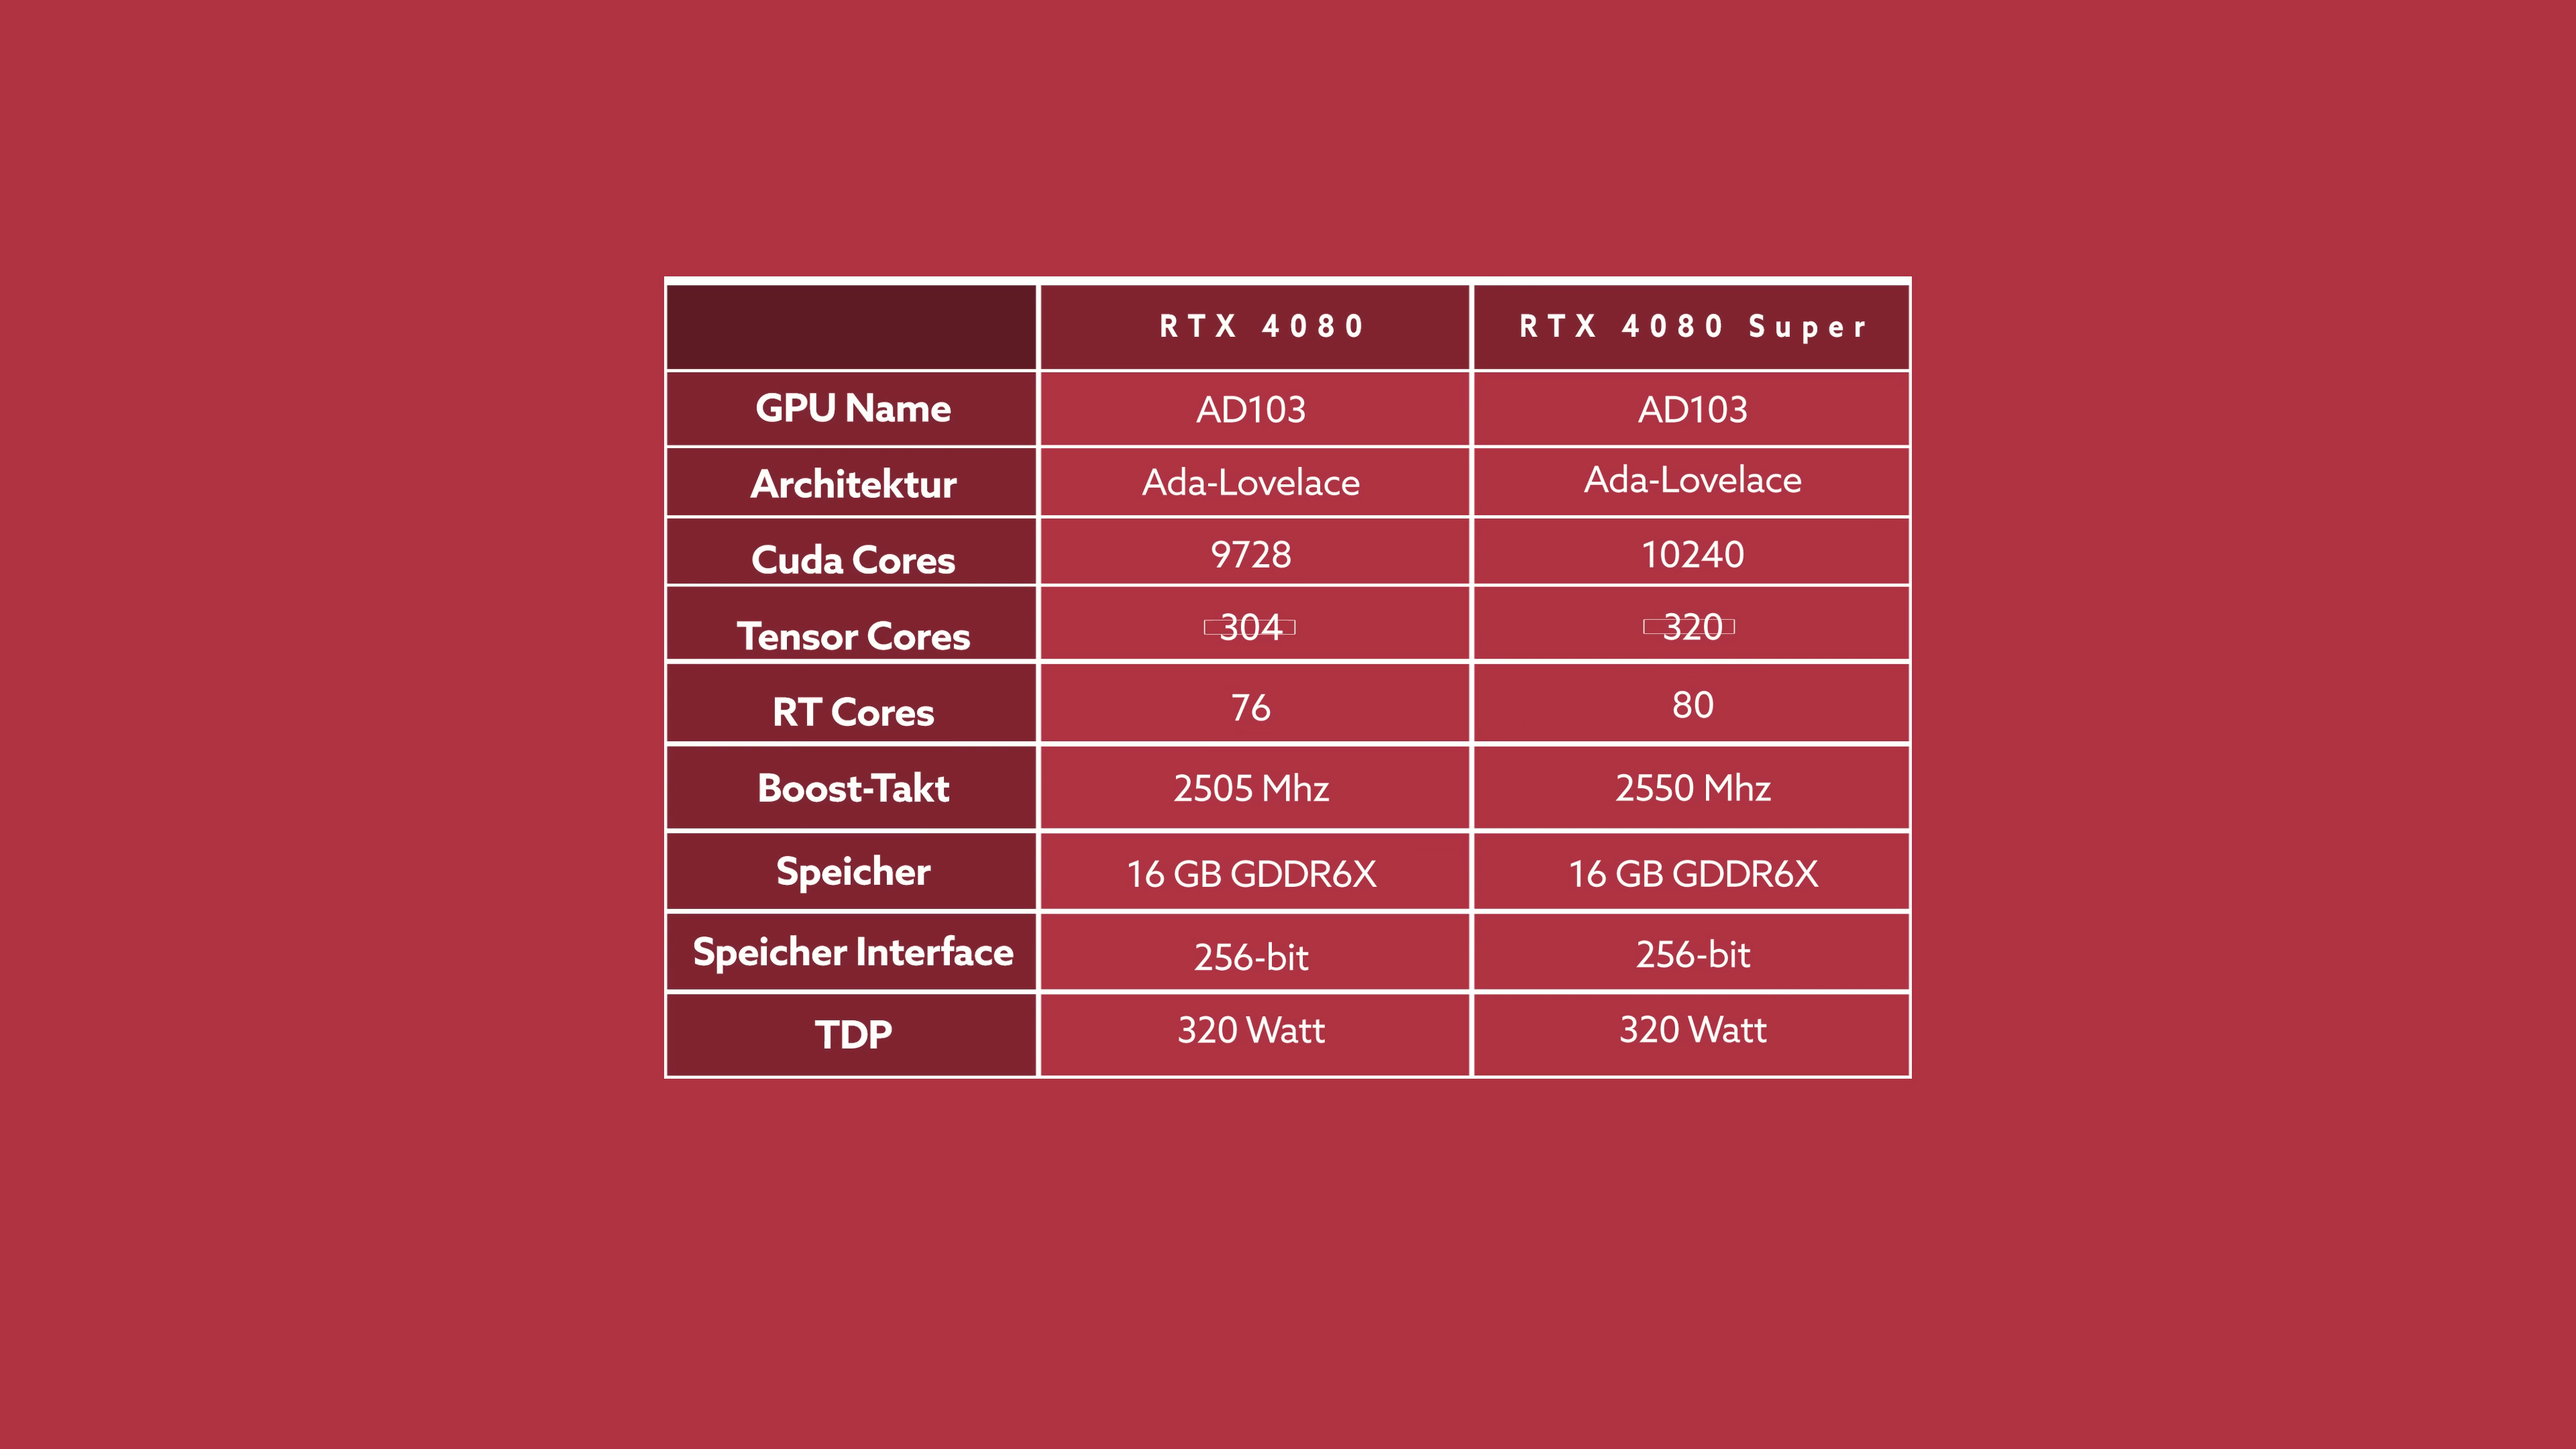 RTX 4080 RTX 4080 Super
GPU Name AD103 AD103
Architektur Ada-Lovelace Ada-Lovelace
Cuda Cores 9728 10240
Tensor Cores 304 320
RT Cores 76 80
Boost-Takt 2505 Mhz 2550 Mhz
Speicher 16 GB GDDR6X 16 GB GDDR6X
Speicher Interface 256-bit 256-bit
TDP 320 Watt 320 Watt